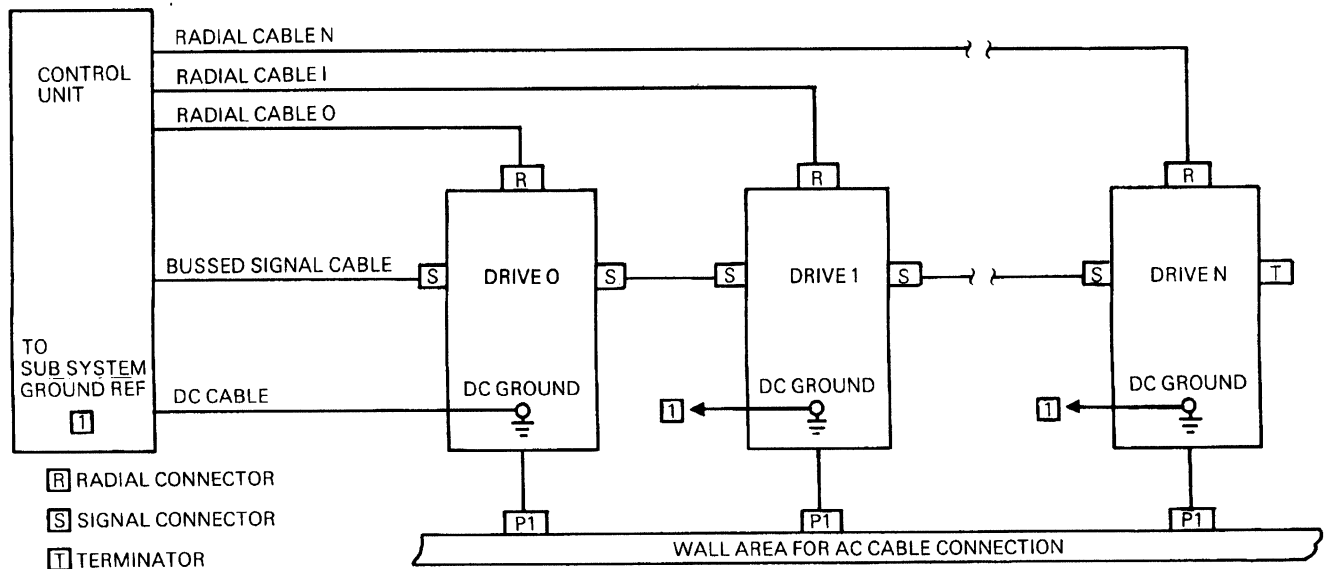 RADIAL CABLE N
CONTROL
UNIT
RADIAL CABLE I
RADIAL CABLE O
R
R
R
BUSSED SIGNAL CABLE
S
DRIVE O
S
S
DRIVE 1
S
S
DRIVE N
T
TO
SUB SYSTEM
GROUND REF
1
DC CABLE
DC GROUND
1
DC GROUND
1
DC GROUND
R RADIAL CONNECTOR
S SIGNAL CONNECTOR
T TERMINATOR
P1
P1
P1
WALL AREA FOR AC CABLE CONNECTION